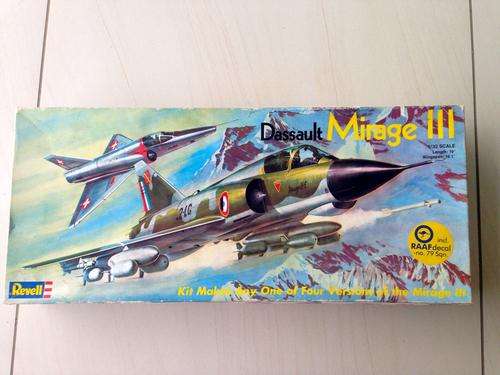 Dassault Mirage III
1/32 SCALE
incl.
RAAF decal
no. 79 Sqn.
Revell
Kit Makes Any One of Four Versions of the Mirage III